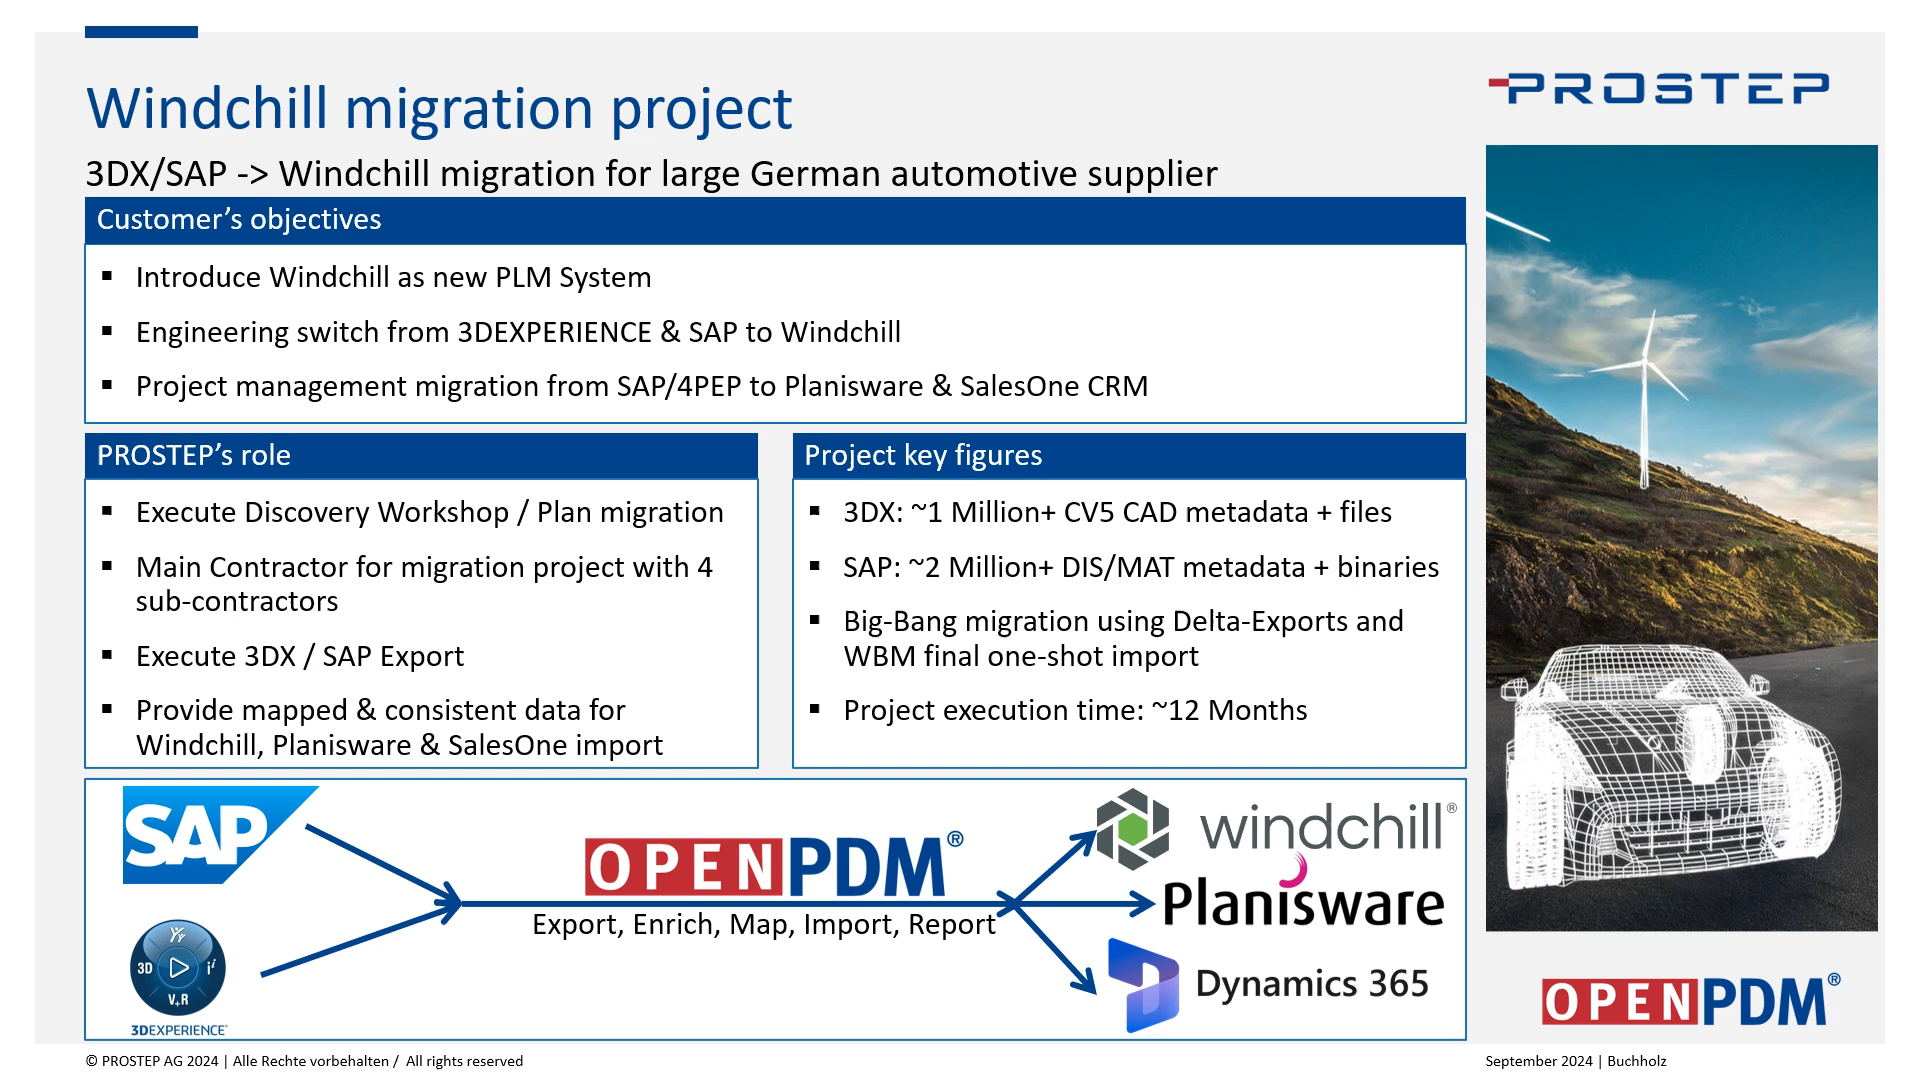 PROSTEP
Windchill migration project
3DX/SAP -> Windchill migration for large German automotive supplier
Customer’s objectives
▪ Introduce Windchill as new PLM System
▪ Engineering switch from 3DEXPERIENCE & SAP to Windchill
▪ Project management migration from SAP/4PEP to Planisware & SalesOne CRM
PROSTEP’s role
▪ Execute Discovery Workshop / Plan migration
▪ Main Contractor for migration project with 4
sub-contractors
▪ Execute 3DX / SAP Export
▪ Provide mapped & consistent data for
Windchill, Planisware & SalesOne import
Project key figures
▪ 3DX: ~1 Million+ CV5 CAD metadata + files
▪ SAP: ~2 Million+ DIS/MAT metadata + binaries
▪ Big-Bang migration using Delta-Exports and
WBM final one-shot import
▪ Project execution time: ~12 Months
SAP
3D
i
V+R
3DEXPERIENCE
OPENPDM®
Export, Enrich, Map, Import, Report
windchill®
Planisware
Dynamics 365
OPENPDM®
© PROSTEP AG 2024 | Alle Rechte vorbehalten / All rights reserved
September 2024 | Buchholz